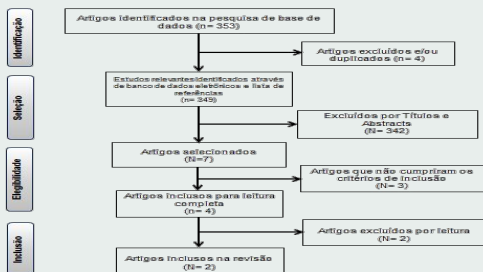 Identificação
Artigos identificados na pesquisa de base de
dados (n= 353)
Artigos excluídos e/ou
duplicados (n= 4)
Seleção
Estudos relevantes identificados através
de banco de dados eletrônicos e lista de
referências
(n= 349)
Excluídos por Títulos e
Abstracts
(N= 342)
Elegibilidade
Artigos selecionados
(N=7)
Artigos que não cumpriram os
critérios de inclusão
(N= 3)
Artigos inclusos para leitura
completa
(n= 4)
Inclusão
Artigos excluídos por leitura
(N= 2)
Artigos inclusos na revisão
(N= 2)